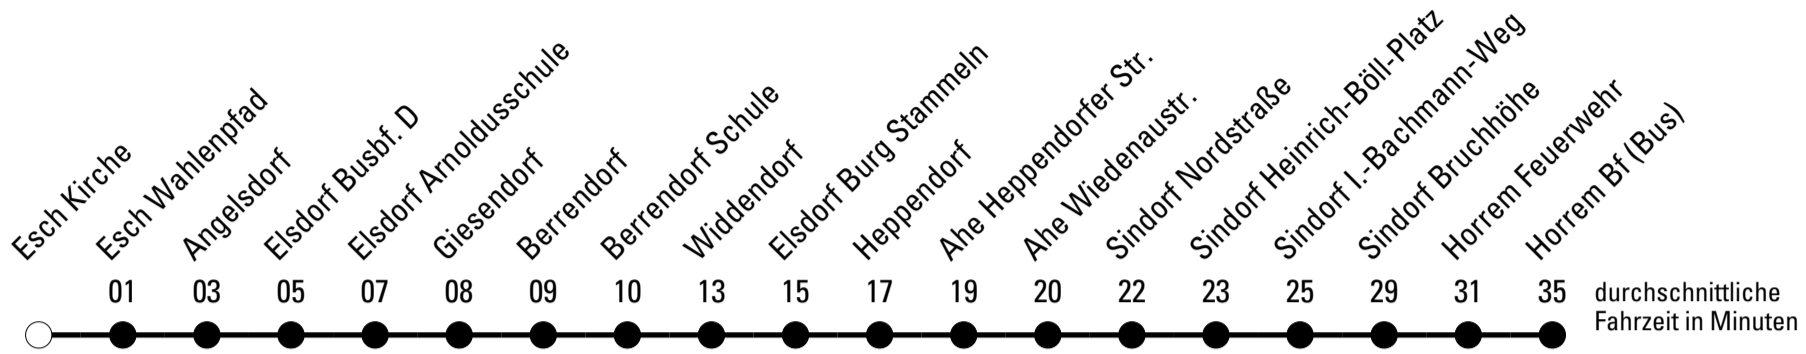 Esch Kirche
Esch Wahlenpfad
Angelsdorf
Elsdorf Busbf. D
Elsdorf Arnoldusschule
Giesendorf
Berrendorf
Berrendorf Schule
Widdendorf
Elsdorf Burg Stammeln
Heppendorf
Ahe Heppendorfer Str.
Ahe Wiedenaustr.
Sindorf Nordstraße
Sindorf Heinrich-Böll-Platz
Sindorf I.-Bachmann-Weg
Sindorf Bruchhöhe
Horrem Feuerwehr
Horrem Bf (Bus)
01 03 05 07 08 09 10 13 15 17 19 20 22 23 25 29 31 35
durchschnittliche
Fahrzeit in Minuten